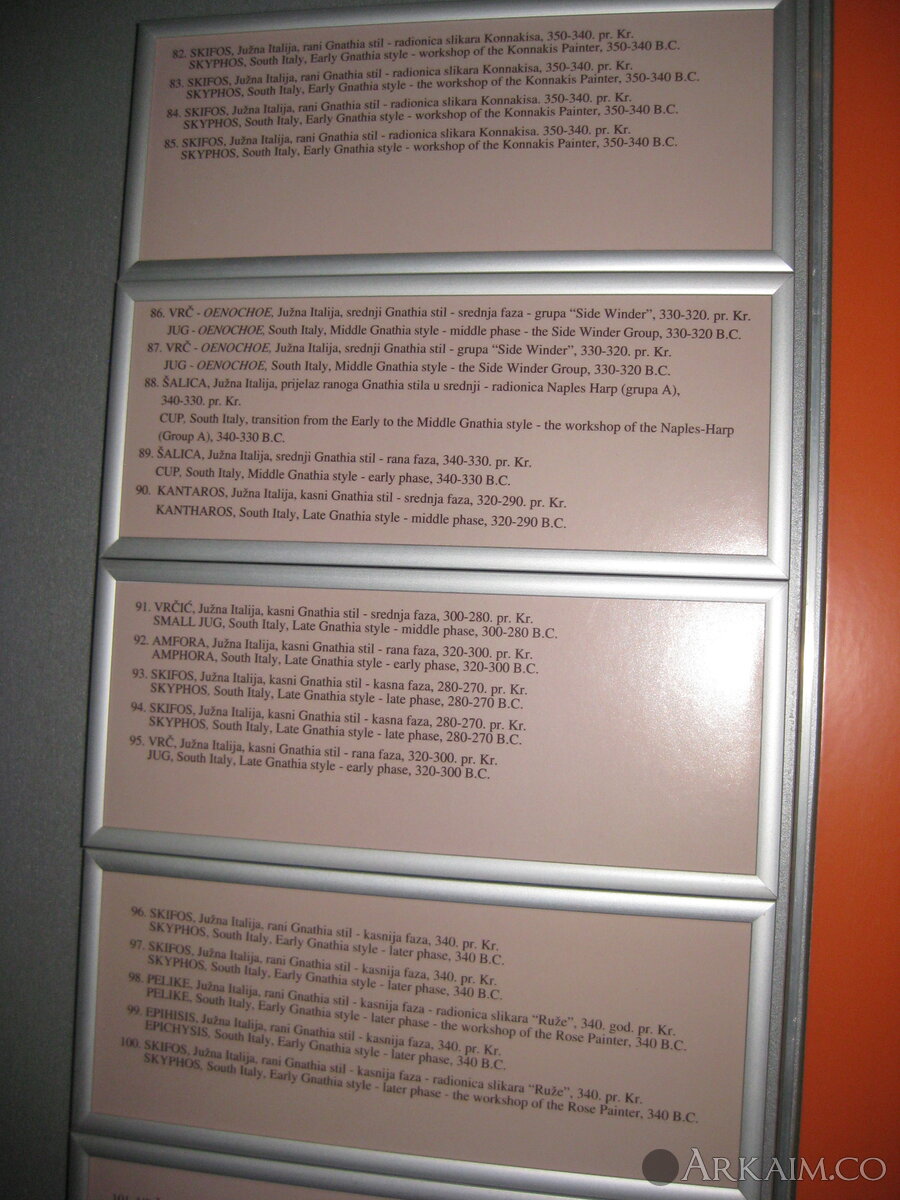 82. SKIFOS, Južna Italija, rani Gnathia stil - radionica slikara Konnakisa, 350-340. pr. Kr.
SKYPHOS, South Italy, Early Gnathia style - workshop of the Konnakis Painter, 350-340 B.C.
83. SKIFOS, Južna Italija, rani Gnathia stil - radionica slikara Konnakisa, 350-340. pr. Kr.
SKYPHOS, South Italy, Early Gnathia style - workshop of the Konnakis Painter, 350-340 B.C.
84. SKIFOS, Južna Italija, rani Gnathia stil - radionica slikara Konnakisa. 350-340. pr. Kr.
SKYPHOS, South Italy, Early Gnathia style - workshop of the Konnakis Painter, 350-340 B.C.
85. SKIFOS, Južna Italija, rani Gnathia stil - radionica slikara Konnakisa. 350-340. pr. Kr.
SKYPHOS, South Italy, Early Gnathia style - workshop of the Konnakis Painter, 350-340 B.C.
86. VRČ - OENOCHOE, Južna Italija, srednji Gnathia stil - srednja faza - grupa “Side Winder”, 330-320. pr. Kr.
JUG - OENOCHOE, South Italy, Middle Gnathia style - middle phase - the Side Winder Group, 330-320 B.C.
87. VRČ - OENOCHOE, Južna Italija, srednji Gnathia stil - grupa “Side Winder”, 330-320. pr. Kr.
JUG - OENOCHOE, South Italy, Middle Gnathia style - the Side Winder Group, 330-320 B.C.
88. ŠALICA, Južna Italija, prijelaz ranoga Gnathia stila u srednji - radionica Naples Harp (grupa A),
340-330. pr. Kr.
CUP, South Italy, transition from the Early to the Middle Gnathia style - the workshop of the Naples-Harp
(Group A), 340-330 B.C.
89. ŠALICA, Južna Italija, srednji Gnathia stil - rana faza, 340-330. pr. Kr.
CUP, South Italy, Middle Gnathia style - early phase, 340-330 B.C.
90. KANTAROS, Južna Italija, kasni Gnathia stil - srednja faza, 320-290. pr. Kr.
KANTHAROS, South Italy, Late Gnathia style - middle phase, 320-290 B.C.
91. VRČIĆ, Južna Italija, kasni Gnathia stil - srednja faza, 300-280. pr. Kr.
SMALL JUG, South Italy, Late Gnathia style - middle phase, 300-280 B.C.
92. AMFORA, Južna Italija, kasni Gnathia stil - rana faza, 320-300. pr. Kr.
AMPHORA, South Italy, Late Gnathia style - early phase, 320-300 B.C.
93. SKIFOS, Južna Italija, kasni Gnathia stil - kasna faza, 280-270. pr. Kr.
SKYPHOS, South Italy, Late Gnathia style - late phase, 280-270 B.C.
94. SKIFOS, Južna Italija, kasni Gnathia stil - kasna faza, 280-270. pr. Kr.
SKYPHOS, South Italy, Late Gnathia style - late phase, 280-270 B.C.
95. VRČ, Južna Italija, kasni Gnathia stil - rana faza, 320-300. pr. Kr.
JUG, South Italy, Late Gnathia style - early phase, 320-300 B.C.
96. SKIFOS, Južna Italija, rani Gnathia stil - kasnija faza, 340. pr. Kr.
SKYPHOS, South Italy, Early Gnathia style - later phase, 340 B.C.
97. SKIFOS, Južna Italija, rani Gnathia stil - kasnija faza, 340. pr. Kr.
SKYPHOS, South Italy, Early Gnathia style - later phase, 340 B.C.
98. PELIKE, Južna Italija, rani Gnathia stil - kasnija faza - radionica slikara “Ruže”, 340. god. pr. Kr.
PELIKE, South Italy, Early Gnathia style - later phase - the workshop of the Rose Painter, 340 B.C.
99. EPIHISIS, Južna Italija, rani Gnathia stil - kasnija faza, 340. pr. Kr.
EPICHYSIS, South Italy, Early Gnathia style - later phase, 340 B.C.
100. SKIFOS, Južna Italija, rani Gnathia stil - kasnija faza - radionica slikara “Ruže”, 340. pr. Kr.
SKYPHOS, South Italy, Early Gnathia style - later phase - the workshop of the Rose Painter, 340 B.C.
ARKAIM.CO